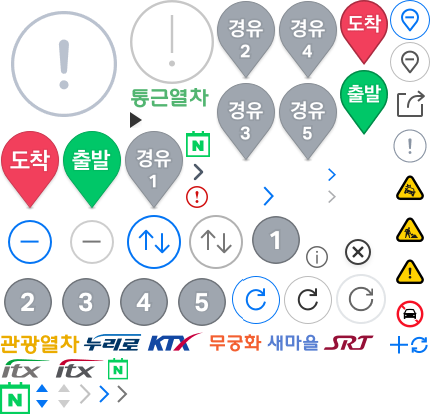 경유
2
경유
4
도착
통근열차
경유
3
경유
5
출발
도착
출발
경유
1
N
1
2
3
4
5
관광열차
누리로
KTX
무궁화
새마을
SRT
itx
itx
N
N